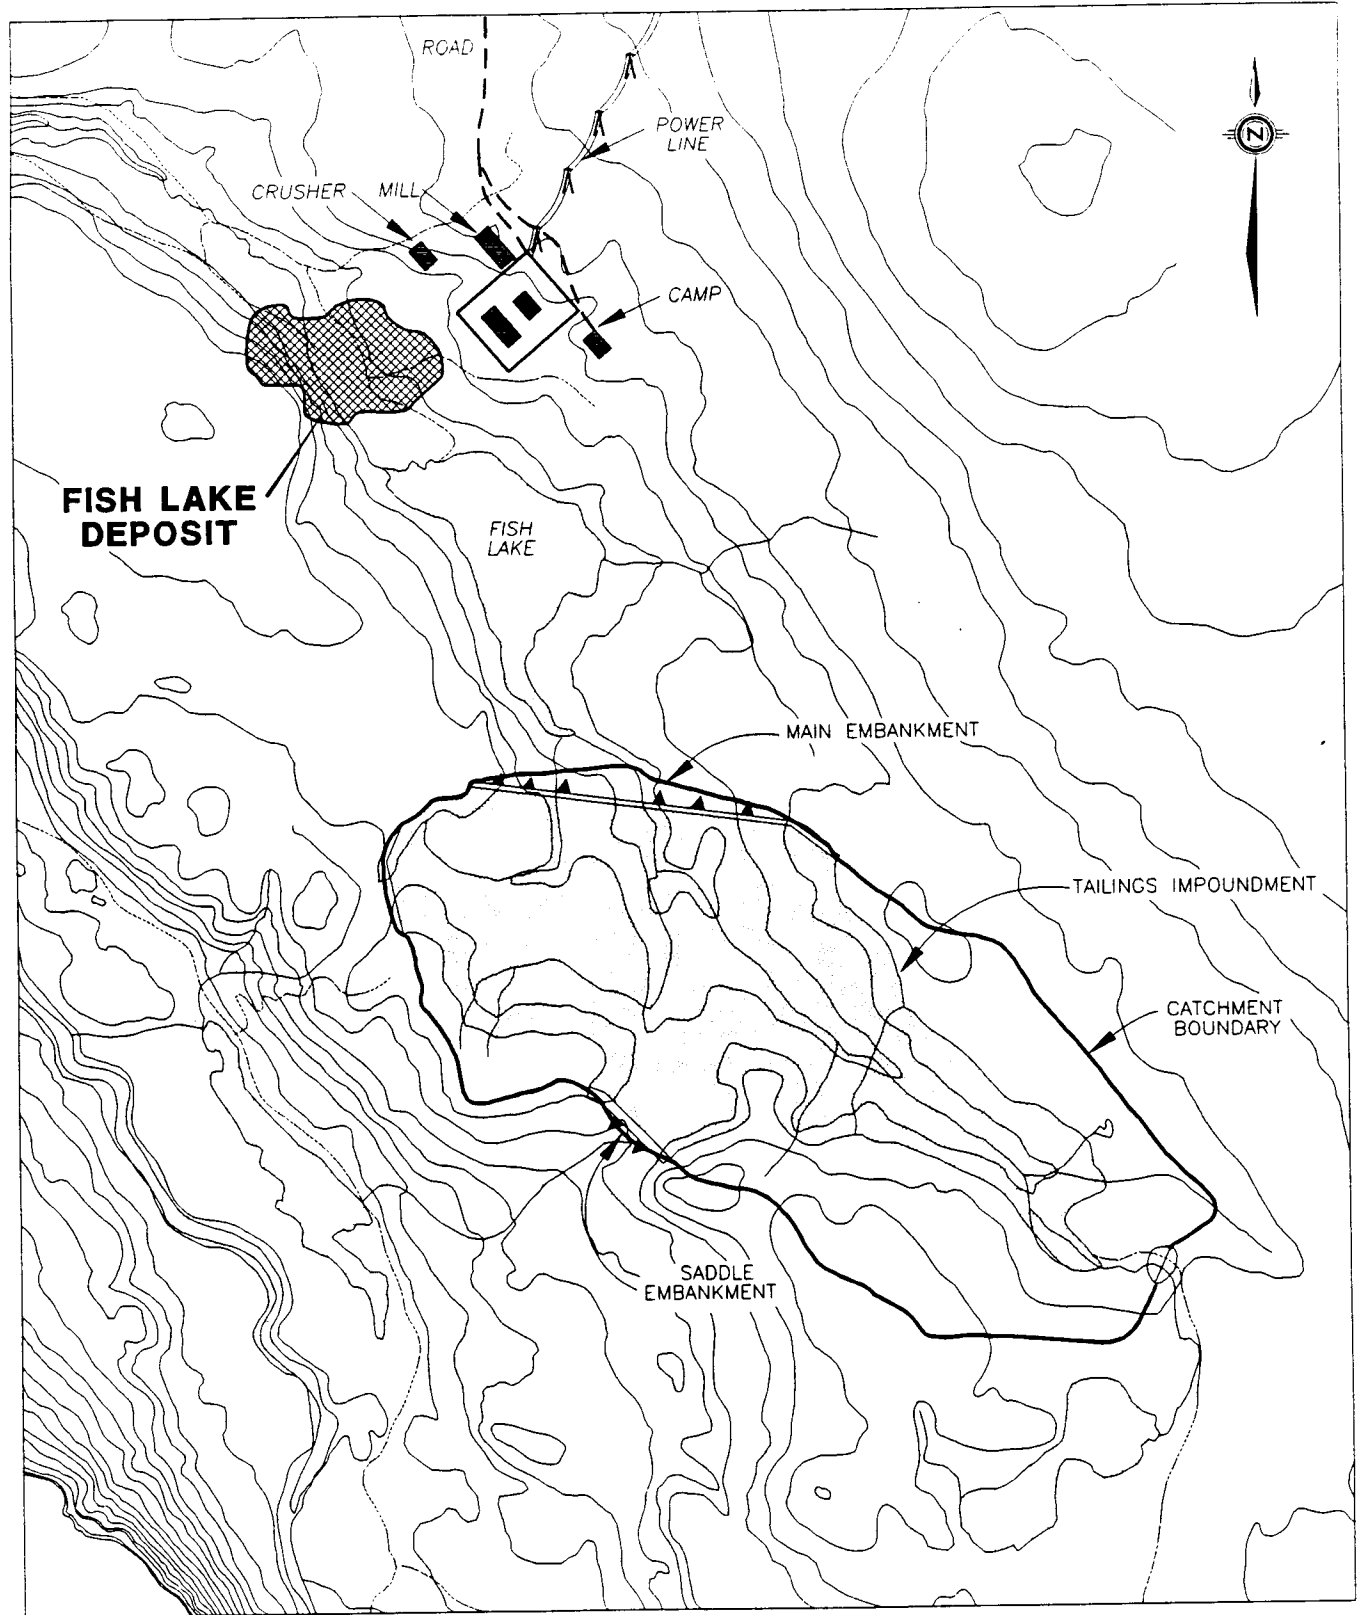 ROAD
N
POWER
LINE
CRUSHER
MILL
CAMP
FISH LAKE
DEPOSIT
FISH
LAKE
MAIN EMBANKMENT
TAILINGS IMPOUNDMENT
CATCHMENT
BOUNDARY
SADDLE
EMBANKMENT